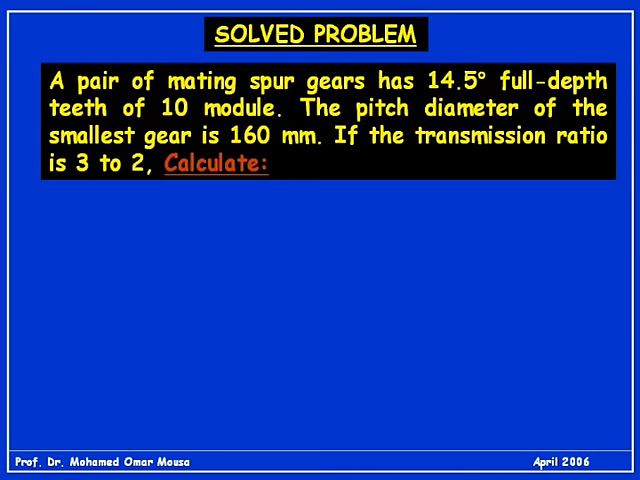 SOLVED PROBLEM
A pair of mating spur gears has 14.5° full-depth
teeth of 10 module. The pitch diameter of the
smallest gear is 160 mm. If the transmission ratio
is 3 to 2, Calculate:
Prof. Dr. Mohamed Omar Mousa
April 2006